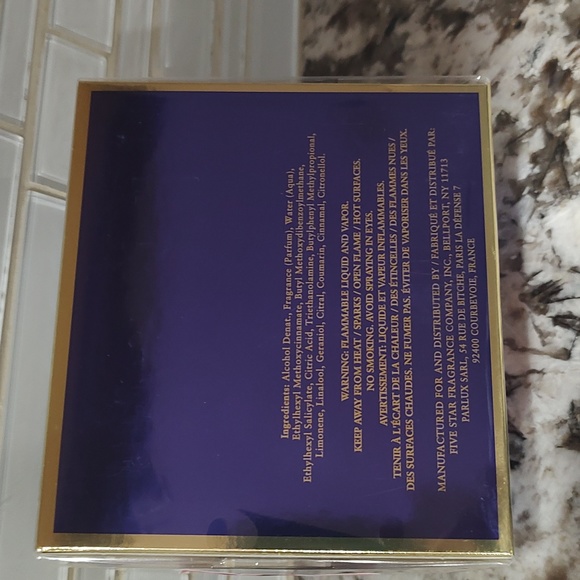 Ingredients: Alcohol Denat., Fragrance (Parfum), Water (Aqua),
Ethylhexyl Methoxycinnamate, Butyl Methoxydibenzoylmethane,
Ethylhexyl Salicylate, Citric Acid, Triethanolamine, Butylphenyl Methylpropional,
Limonene, Linalool, Geraniol, Citral, Coumarin, Cinnamal, Citronellol.
WARNING: FLAMMABLE LIQUID AND VAPOR.
KEEP AWAY FROM HEAT / SPARKS / OPEN FLAME / HOT SURFACES.
NO SMOKING. AVOID SPRAYING IN EYES.
AVERTISSEMENT: LIQUIDE ET VAPEUR INFLAMMABLES.
TENIR À L'ÉCART DE LA CHALEUR / DES ÉTINCELLES / DES FLAMMES NUES /
DES SURFACES CHAUDES. NE FUMER PAS. ÉVITER DE VAPORISER DANS LES YEUX.
MANUFACTURED FOR AND DISTRIBUTED BY / FABRIQUÉ ET DISTRIBUÉ PAR:
FIVE STAR FRAGRANCE COMPANY, INC., BELLPORT, NY 11713
PARLUX SARL, 54 RUE DE BITCHE, PARIS LA DÉFENSE 7
92400 COURBEVOIE, FRANCE